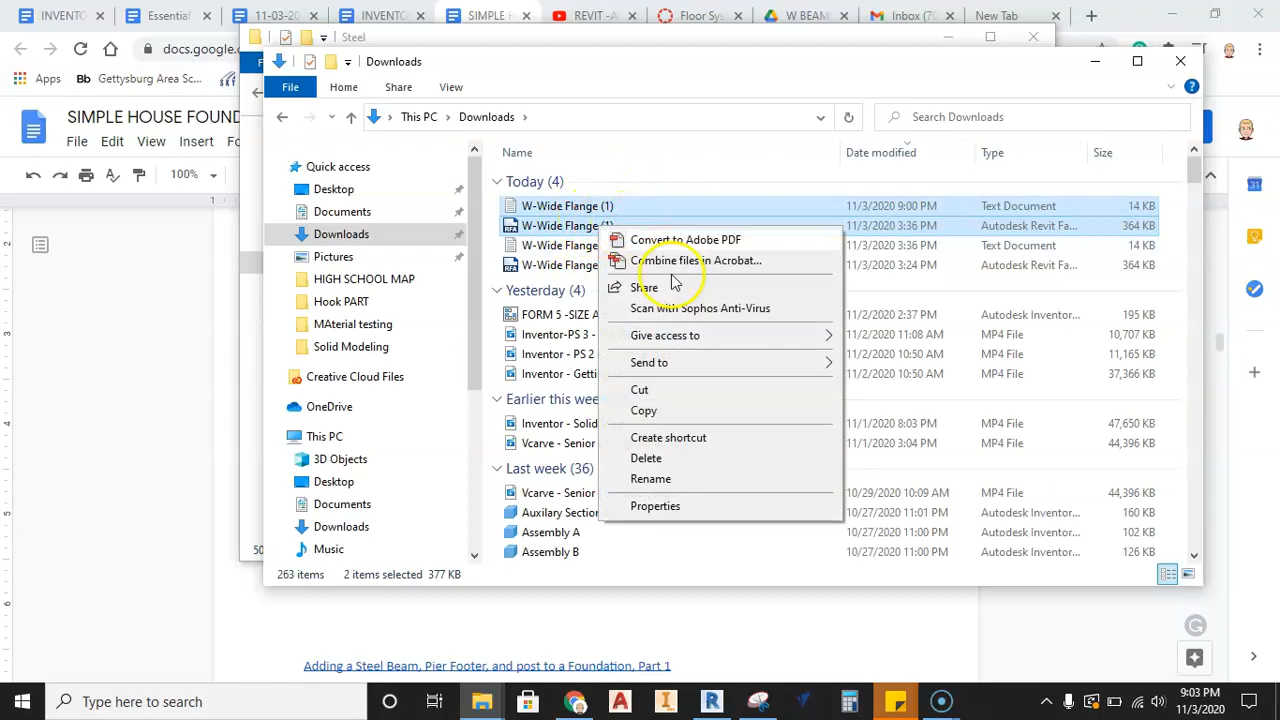 INVENTO
Essential
11-03-20
INVENTO
SIMPLE H
REVIT -A
Floor Sys
W BEAM
Inbox (7
New Tab
Steel
docs.google.c
Downloads
Apps
Gettysburg Area Sc...
File
Home
Share
View
SIMPLE HOUSE FOUND
This PC
Downloads
Search Downloads
File
Edit
View
Insert
Name
Date modified
Type
Size
100%
Quick access
Desktop
Documents
Downloads
Pictures
HIGH SCHOOL MAP
Hook PART
MAterial testing
Solid Modeling
Creative Cloud Files
OneDrive
This PC
3D Objects
Desktop
Documents
Downloads
Music
Today (4)
W-Wide Flange (1) 11/3/2020 9:00 PM Text Document 14 KB
W-Wide Flange (1) 11/3/2020 3:36 PM Autodesk Revit Fa... 364 KB
W-Wide Flange 11/3/2020 3:36 PM Text Document 14 KB
W-Wide Flange 11/3/2020 3:24 PM Autodesk Revit Fa... 364 KB
Yesterday (4)
FORM 5 -SIZE A 11/2/2020 2:37 PM Autodesk Inventor... 195 KB
Inventor-PS 3 - 11/2/2020 11:08 AM MP4 File 10,707 KB
Inventor - PS 2 11/2/2020 10:50 AM MP4 File 11,165 KB
Inventor - Getti 11/2/2020 10:50 AM MP4 File 37,366 KB
Earlier this wee
Inventor - Solid 11/1/2020 8:03 PM MP4 File 47,650 KB
Vcarve - Senior 11/1/2020 3:04 PM MP4 File 44,396 KB
Last week (36)
Vcarve - Senior 10/29/2020 10:09 AM MP4 File 44,396 KB
Auxilary Section 10/27/2020 11:01 PM Autodesk Inventor... 160 KB
Assembly A 10/27/2020 11:00 PM Autodesk Inventor... 102 KB
Assembly B 10/27/2020 11:00 PM Autodesk Inventor... 126 KB
Convert to Adobe PDF
Combine files in Acrobat...
Share
Scan with Sophos Anti-Virus
Give access to
Send to
Cut
Copy
Create shortcut
Delete
Rename
Properties
263 items
2 items selected 377 KB
Adding a Steel Beam, Pier Footer, and post to a Foundation, Part 1
Type here to search
9:03 PM
11/3/2020